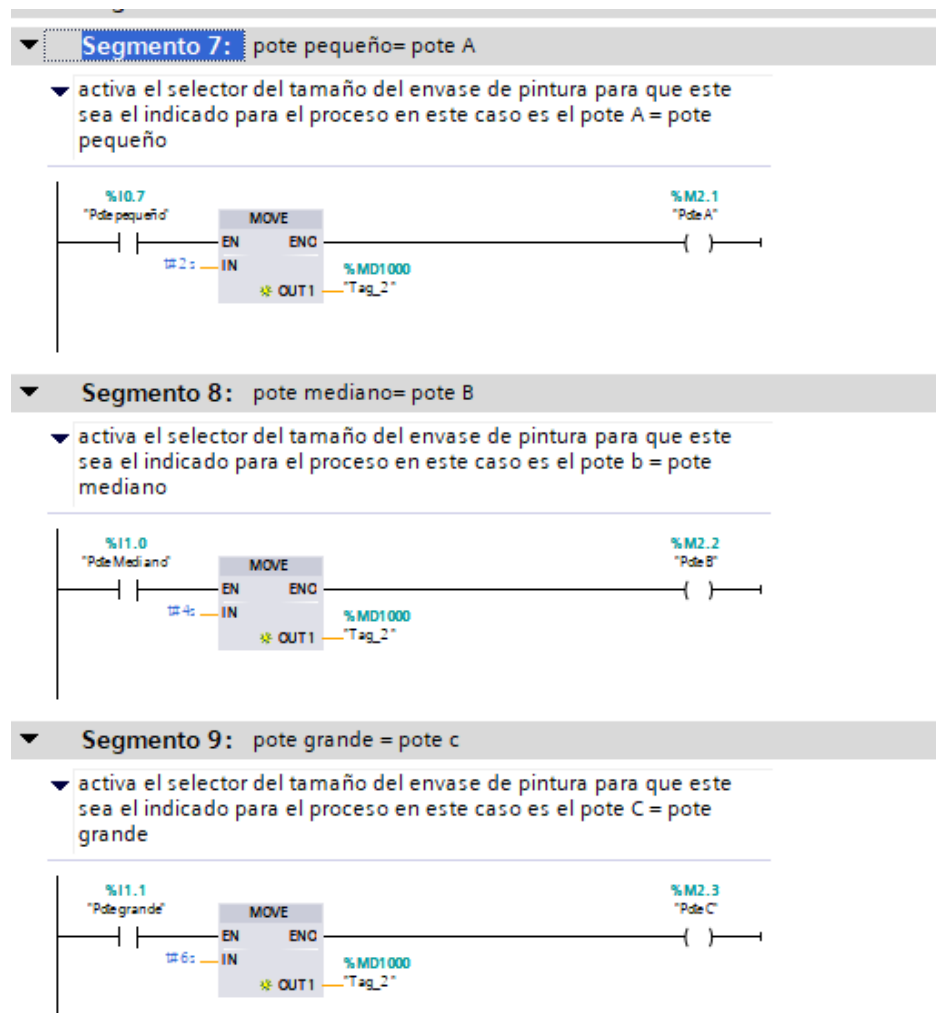 Segmento 7: pote pequeño= pote A
activa el selector del tamaño del envase de pintura para que este
sea el indicado para el proceso en este caso es el pote A = pote
pequeño
%I0.7
"Pote pequeño"
MOVE
%M2.1
"Pote A"
EN ENO
t#2s IN
%MD1000
OUT1 "Tag_2"
Segmento 8: pote mediano= pote B
activa el selector del tamaño del envase de pintura para que este
sea el indicado para el proceso en este caso es el pote b = pote
mediano
%I1.0
"Pote Mediano"
MOVE
%M2.2
"Pote B"
EN ENO
t#4s IN
%MD1000
OUT1 "Tag_2"
Segmento 9: pote grande = pote c
activa el selector del tamaño del envase de pintura para que este
sea el indicado para el proceso en este caso es el pote C = pote
grande
%I1.1
"Pote grande"
MOVE
%M2.3
"Pote C"
EN ENO
t#6s IN
%MD1000
OUT1 "Tag_2"